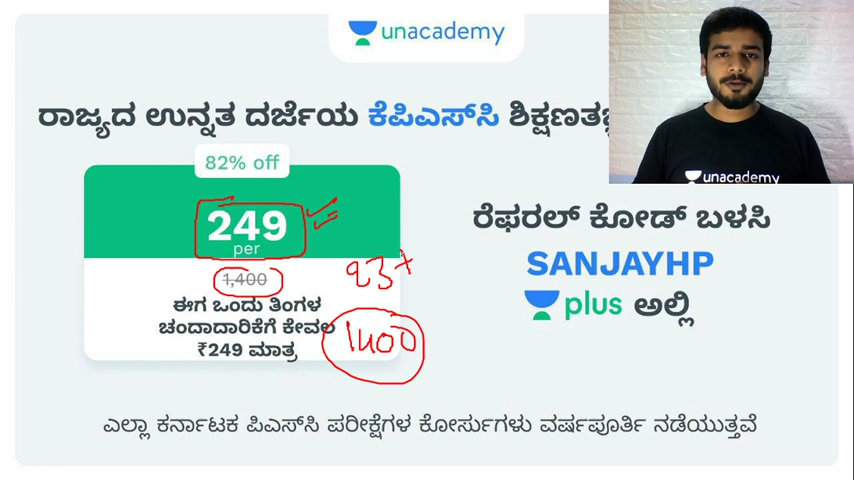 unacademy
ರಾಜ್ಯದ ಉನ್ನತ ದರ್ಜೆಯ ಕೆಪಿಎಸ್‌ಸಿ
82% off
249
per
1,400
ಈಗ ಒಂದು ತಿಂಗಳ
ಚಂದಾದಾರಿಕೆಗೆ ಕೇವಲ
₹249 ಮಾತ್ರ
23+
1400
unacademy
ರೆಫರಲ್ ಕೋಡ್ ಬಳಸಿ
SANJAYHP
plus ಅಲ್ಲಿ
ಎಲ್ಲಾ ಕರ್ನಾಟಕ ಪಿಎಸ್‌ಸಿ ಪರೀಕ್ಷೆಗಳ ಕೋರ್ಸುಗಳು ವರ್ಷಪೂರ್ತಿ ನಡೆಯುತ್ತವೆ